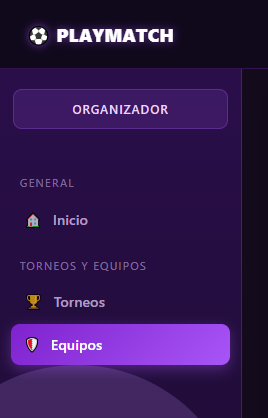 PLAYMATCH
ORGANIZADOR
GENERAL
Inicio
TORNEOS Y EQUIPOS
Torneos
Equipos